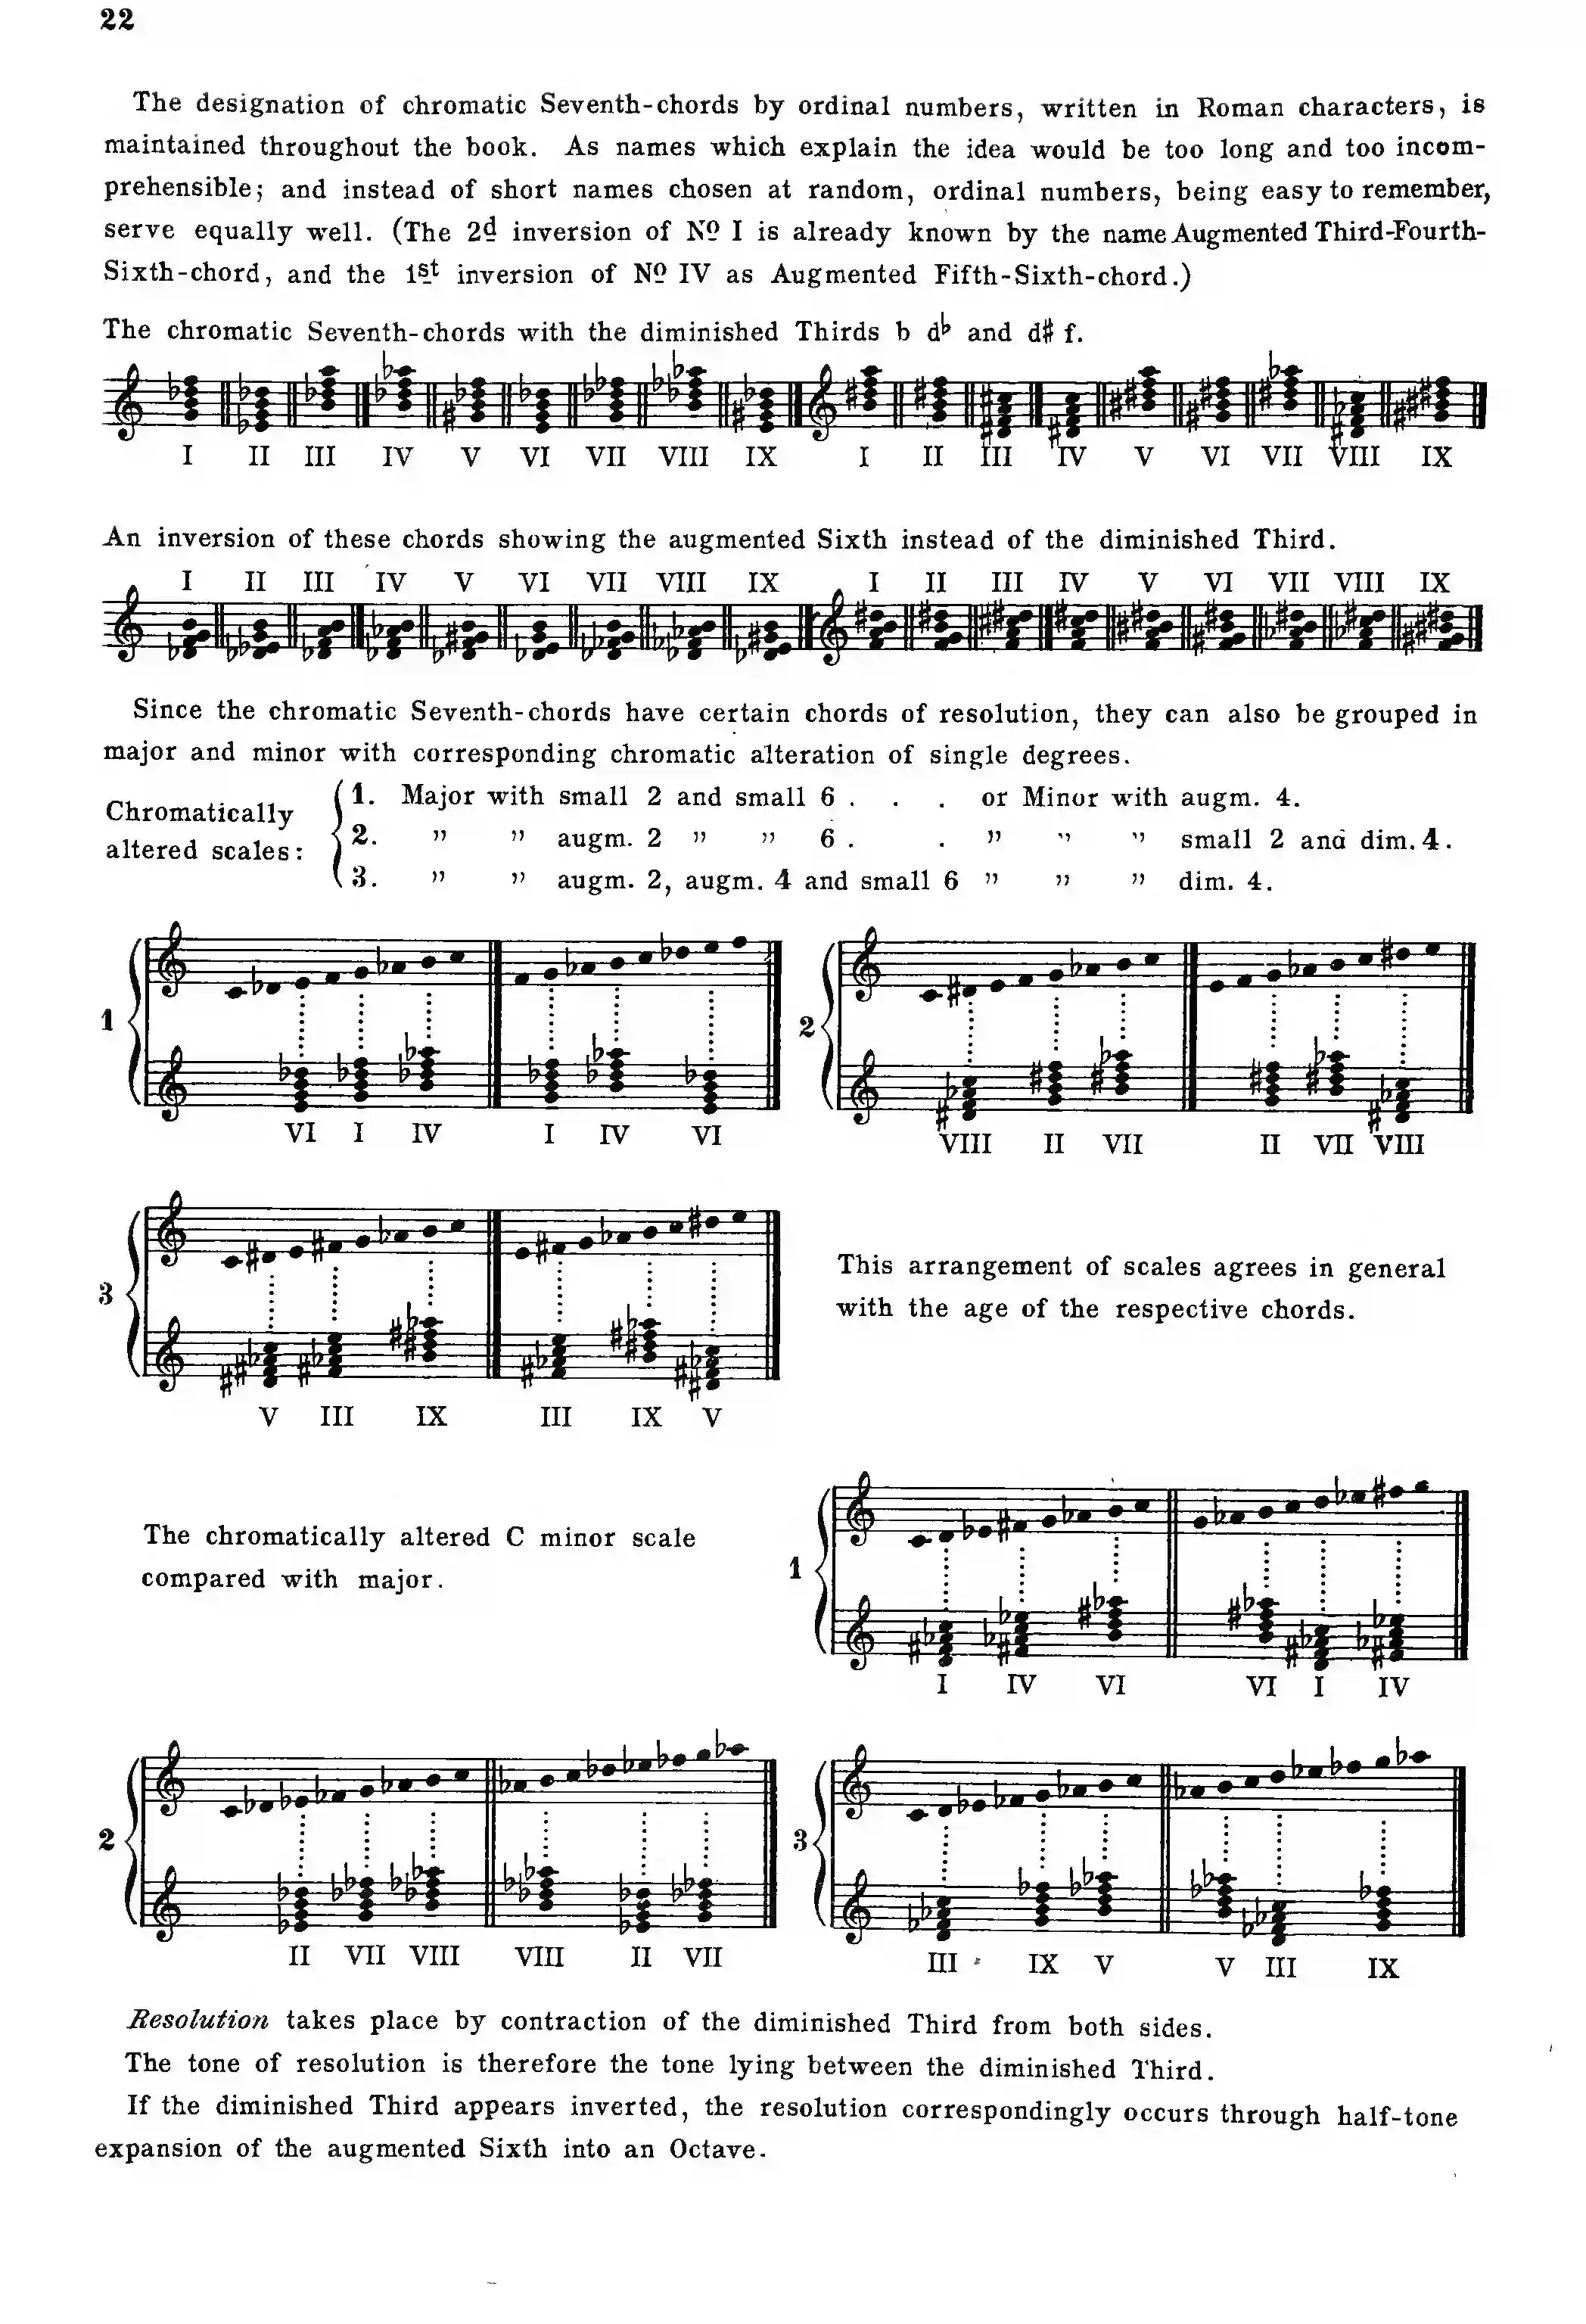 22
The designation of chromatic Seventh-chords by ordinal numbers, written in Roman characters, is
maintained throughout the book. As names which explain the idea would be too long and too incom-
prehensible; and instead of short names chosen at random, ordinal numbers, being easy to remember,
serve equally well. (The 2d inversion of No I is already known by the name Augmented Third-Fourth-
Sixth-chord, and the 1st inversion of No IV as Augmented Fifth-Sixth-chord.)
The chromatic Seventh-chords with the diminished Thirds b d♭ and d♯ f.
I II III IV V VI VII VIII IX I II III IV V VI VII VIII IX
An inversion of these chords showing the augmented Sixth instead of the diminished Third.
I II III IV V VI VII VIII IX I II III IV V VI VII VIII IX
Since the chromatic Seventh-chords have certain chords of resolution, they can also be grouped in
major and minor with corresponding chromatic alteration of single degrees.
Chromatically
altered scales:
1. Major with small 2 and small 6 . . . or Minor with augm. 4.
2. " " augm. 2 " " 6 . . " " " small 2 and dim. 4.
3. " " augm. 2, augm. 4 and small 6 " " " dim. 4.
1
VI I IV I IV VI
2
VIII II VII II VII VIII
3
V III IX III IX V
This arrangement of scales agrees in general
with the age of the respective chords.
The chromatically altered C minor scale
compared with major.
1
I IV VI VI I IV
2
II VII VIII VIII II VII
3
III IX V V III IX
Resolution takes place by contraction of the diminished Third from both sides.
The tone of resolution is therefore the tone lying between the diminished Third.
If the diminished Third appears inverted, the resolution correspondingly occurs through half-tone
expansion of the augmented Sixth into an Octave.